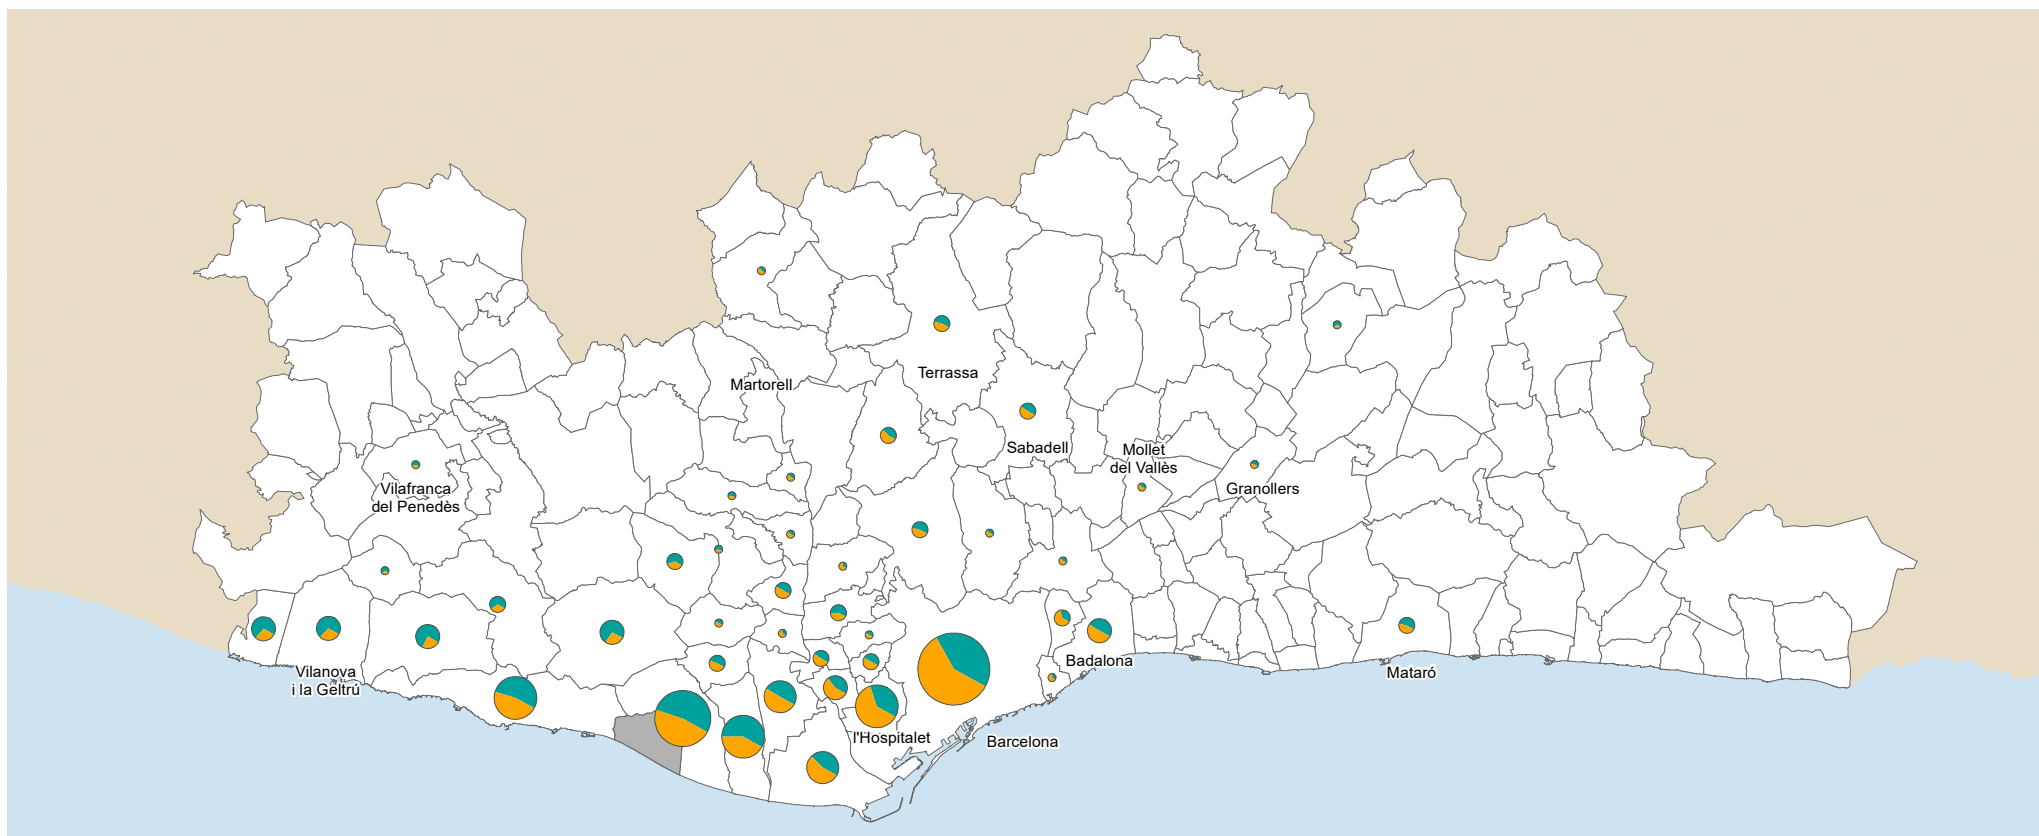 Terrassa
Martorell
Sabadell
Mollet
del Vallès
Vilafranca
del Penedès
Granollers
Badalona
Vilanova
i la Geltrú
Mataró
l'Hospitalet
Barcelona